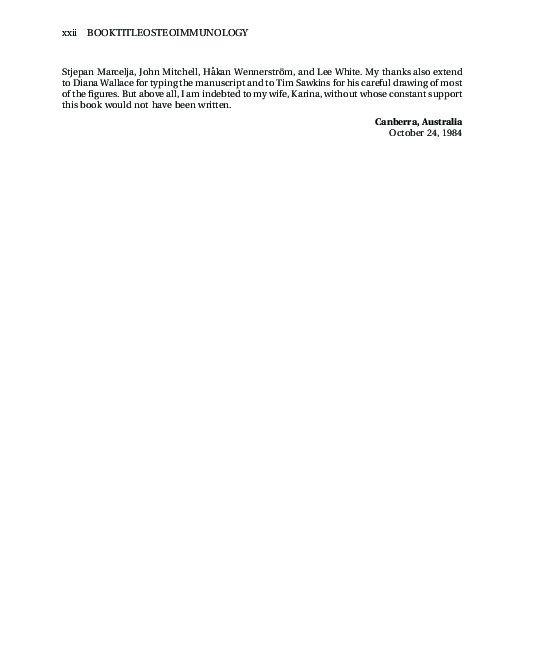 xxii BOOKTITLEOSTEOIMMUNOLOGY
Stjepan Marcelja, John Mitchell, Håkan Wennerström, and Lee White. My thanks also extend
to Diana Wallace for typing the manuscript and to Tim Sawkins for his careful drawing of most
of the figures. But above all, I am indebted to my wife, Karina, without whose constant support
this book would not have been written.
Canberra, Australia
October 24, 1984